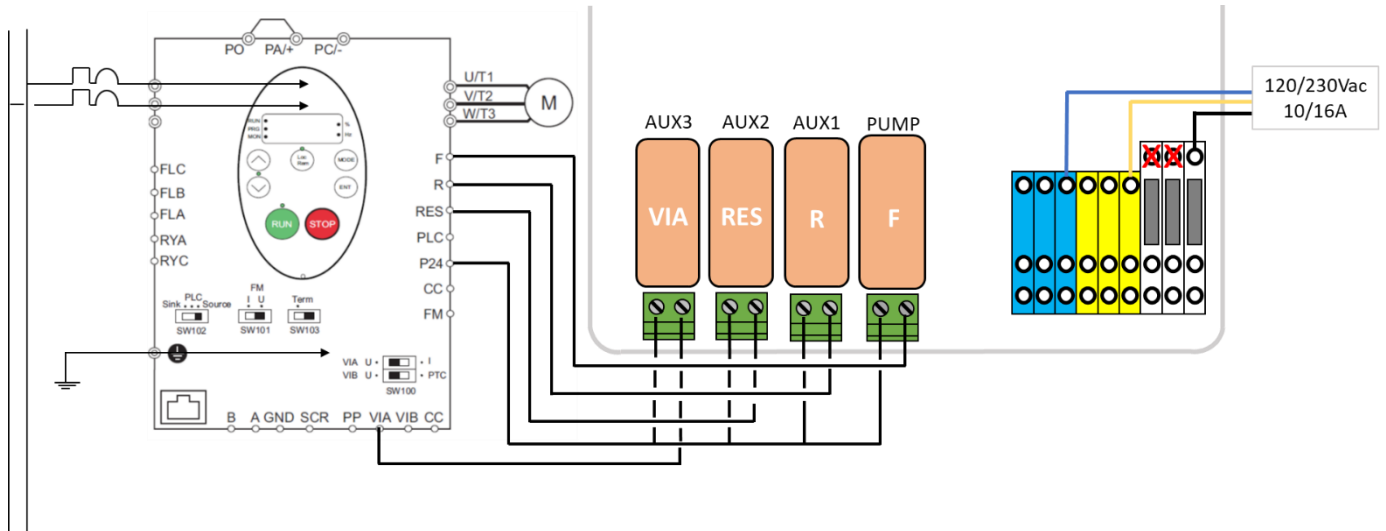 PO PA/+ PC/-
U/T1
V/T2
W/T3
M
RUN
PRG
MON
%
Hz
Loc
Rem
MODE
ENT
RUN
STOP
FLC
FLB
FLA
RYA
RYC
F
R
RES
PLC
P24
CC
FM
PLC
Sink Source
SW102
FM
I U
SW101
Term
SW103
VIA U I
VIB U PTC
SW100
B A GND SCR PP VIA VIB CC
AUX3 AUX2 AUX1 PUMP
VIA RES R F
120/230Vac
10/16A